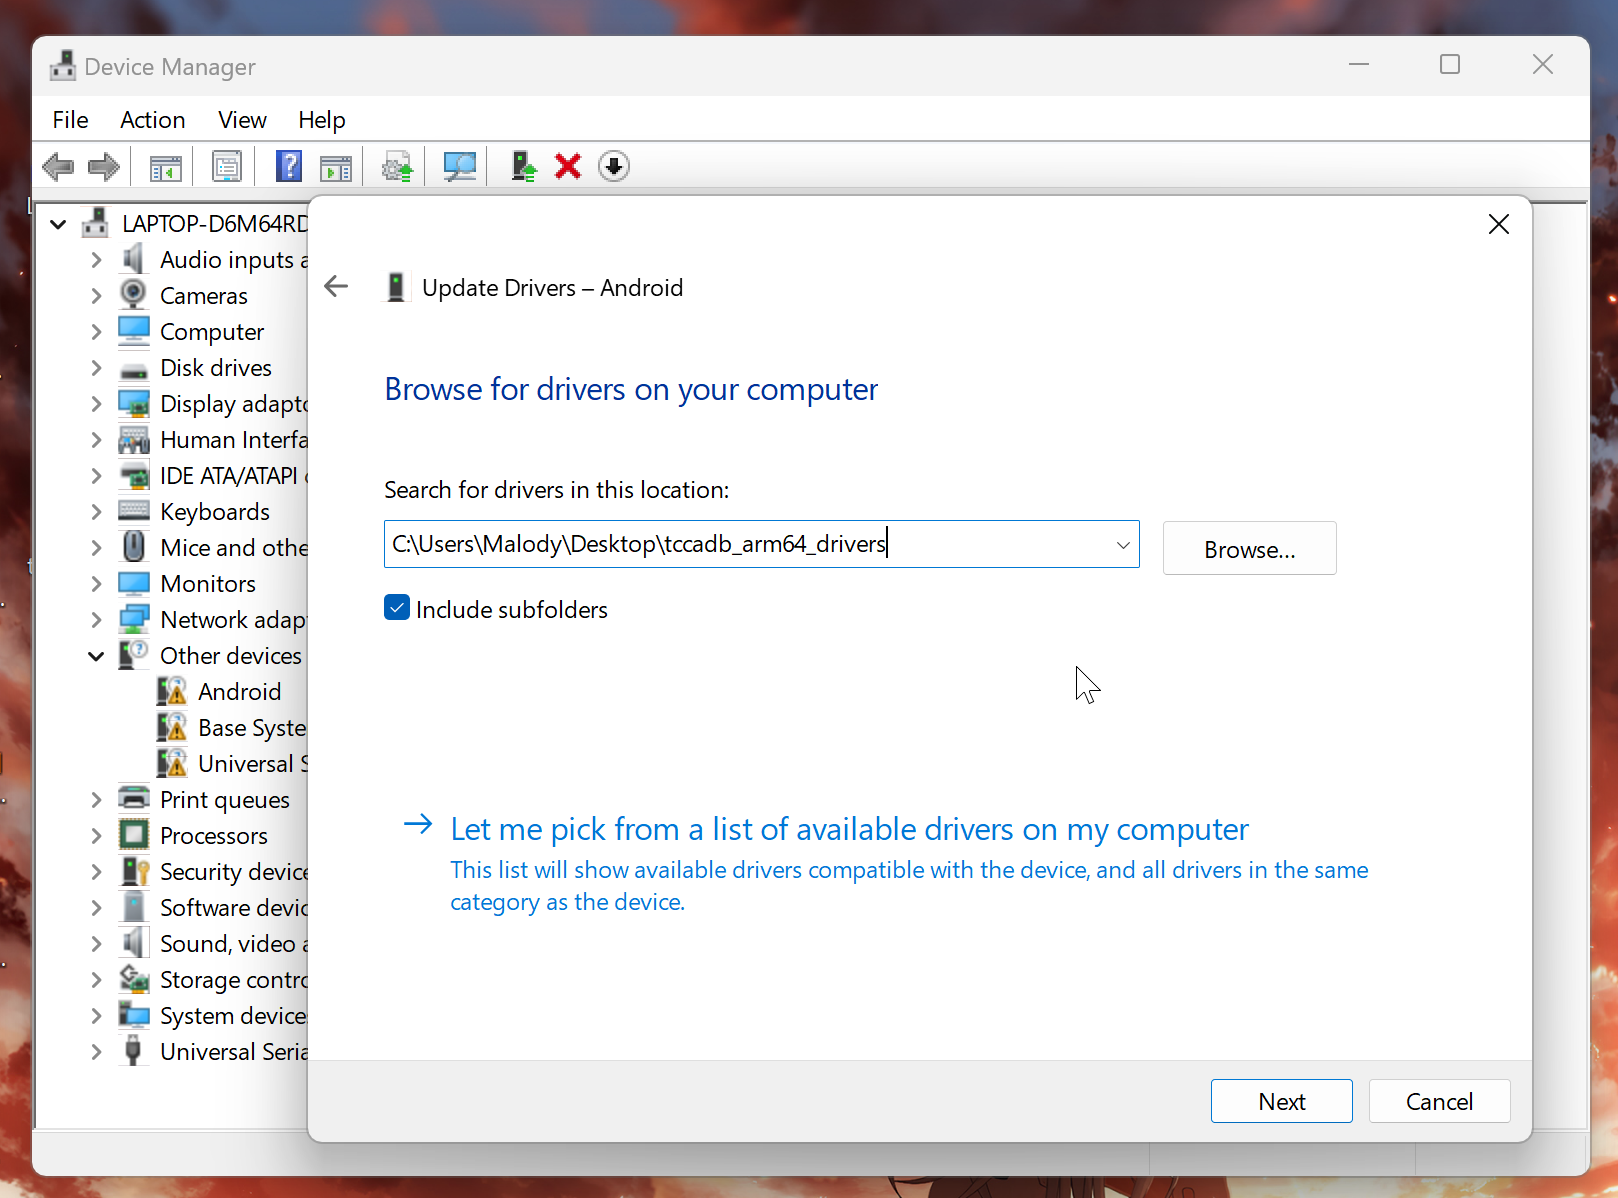 Device Manager
File Action View Help
LAPTOP-D6M64RD
Audio inputs a
Cameras
Computer
Disk drives
Display adapto
Human Interfa
IDE ATA/ATAPI c
Keyboards
Mice and othe
Monitors
Network adap
Other devices
Android
Base Syste
Universal S
Print queues
Processors
Security device
Software devic
Sound, video a
Storage contro
System devices
Universal Seria
Update Drivers – Android
Browse for drivers on your computer
Search for drivers in this location:
C:\Users\Malody\Desktop\tccadb_arm64_drivers
Browse...
Include subfolders
Let me pick from a list of available drivers on my computer
This list will show available drivers compatible with the device, and all drivers in the same
category as the device.
Next Cancel